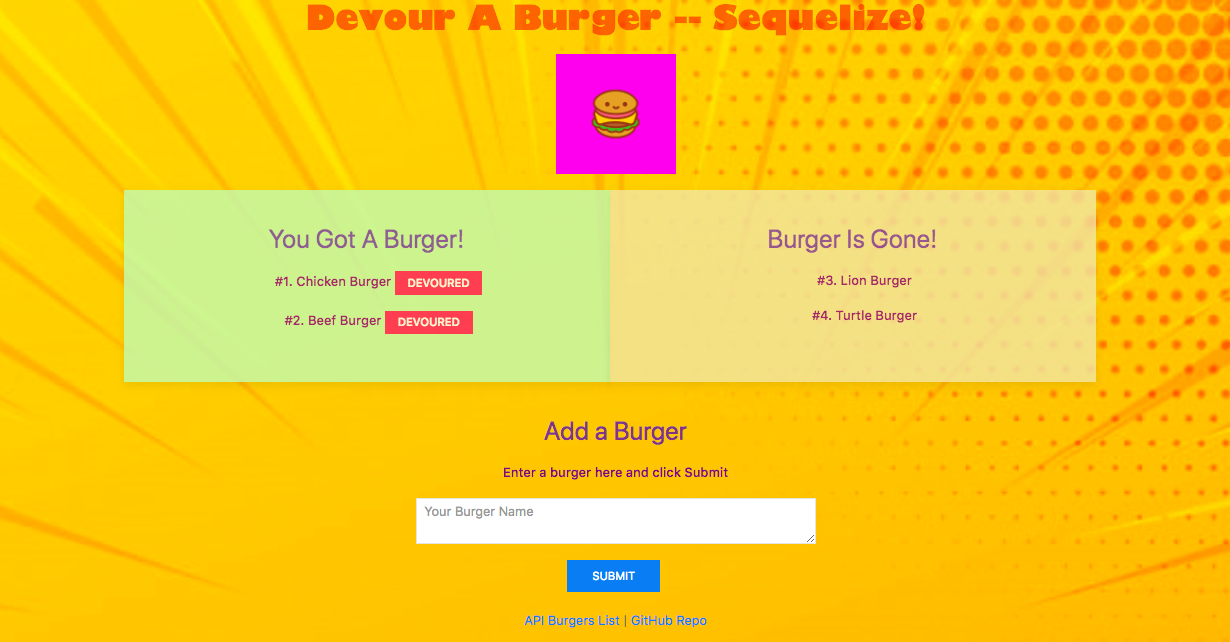 Devour A Burger -- Sequelize!
You Got A Burger!
#1. Chicken Burger DEVOURED
#2. Beef Burger DEVOURED
Burger Is Gone!
#3. Lion Burger
#4. Turtle Burger
Add a Burger
Enter a burger here and click Submit
Your Burger Name
SUBMIT
API Burgers List | GitHub Repo